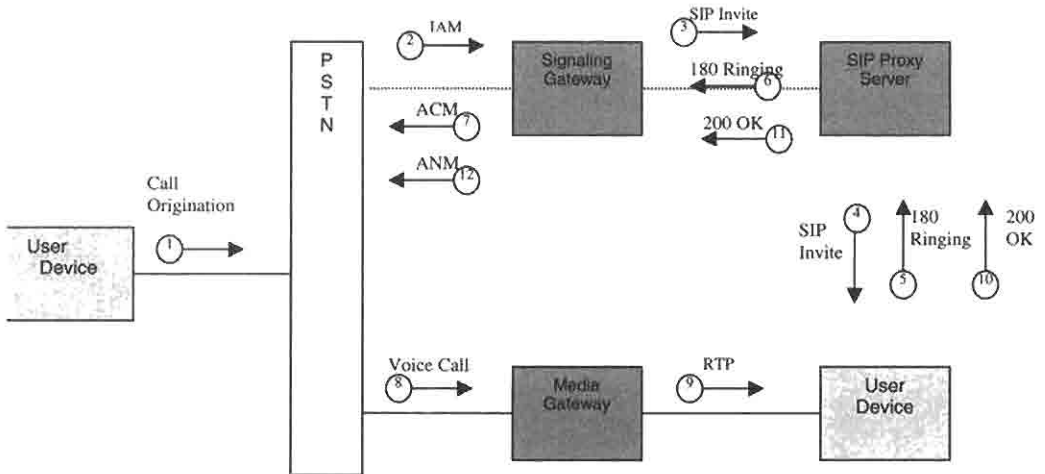 2
IAM
3
SIP Invite
P
S
T
N
Signaling
Gateway
180 Ringing
6
SIP Proxy
Server
ACM
7
200 OK
11
ANM
12
Call
Origination
1
User
Device
4
SIP
Invite
180
Ringing
5
200
OK
10
Voice Call
8
Media
Gateway
RTP
9
User
Device